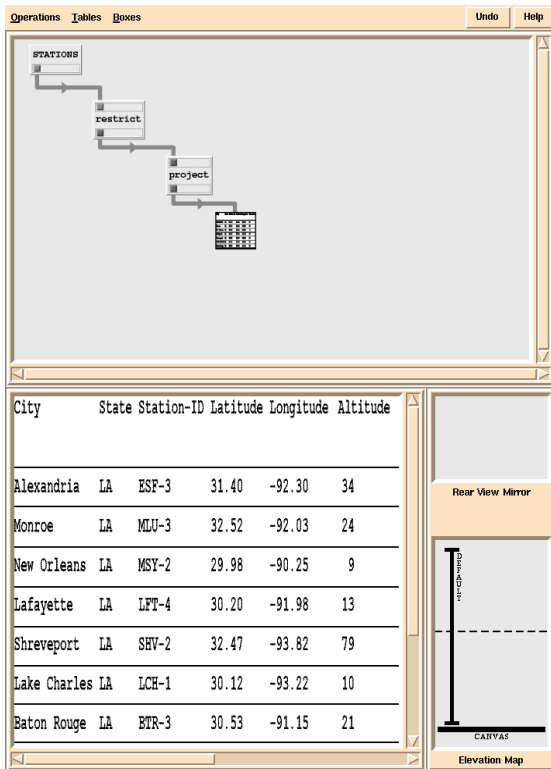 Operations Tables Boxes Undo Help
STATIONS
restrict
project
City State Station-ID Latitude Longitude Altitude
Alexandria LA ESF-3 31.40 -92.30 34
Monroe LA MLU-3 32.52 -92.03 24
New Orleans LA MSY-2 29.98 -90.25 9
Lafayette LA LFT-4 30.20 -91.98 13
Shreveport LA SHV-2 32.47 -93.82 79
Lake Charles LA LCH-1 30.12 -93.22 10
Baton Rouge LA BTR-3 30.53 -91.15 21
Rear View Mirror
DEFAULT
CANVAS
Elevation Map